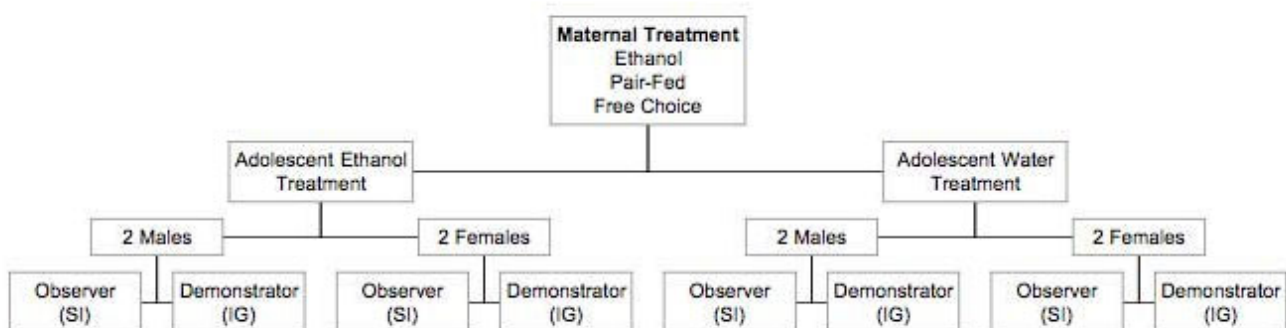 Maternal Treatment
Ethanol
Pair-Fed
Free Choice
Adolescent Ethanol
Treatment
Adolescent Water
Treatment
2 Males
2 Females
2 Males
2 Females
Observer
(SI)
Demonstrator
(IG)
Observer
(SI)
Demonstrator
(IG)
Observer
(SI)
Demonstrator
(IG)
Observer
(SI)
Demonstrator
(IG)